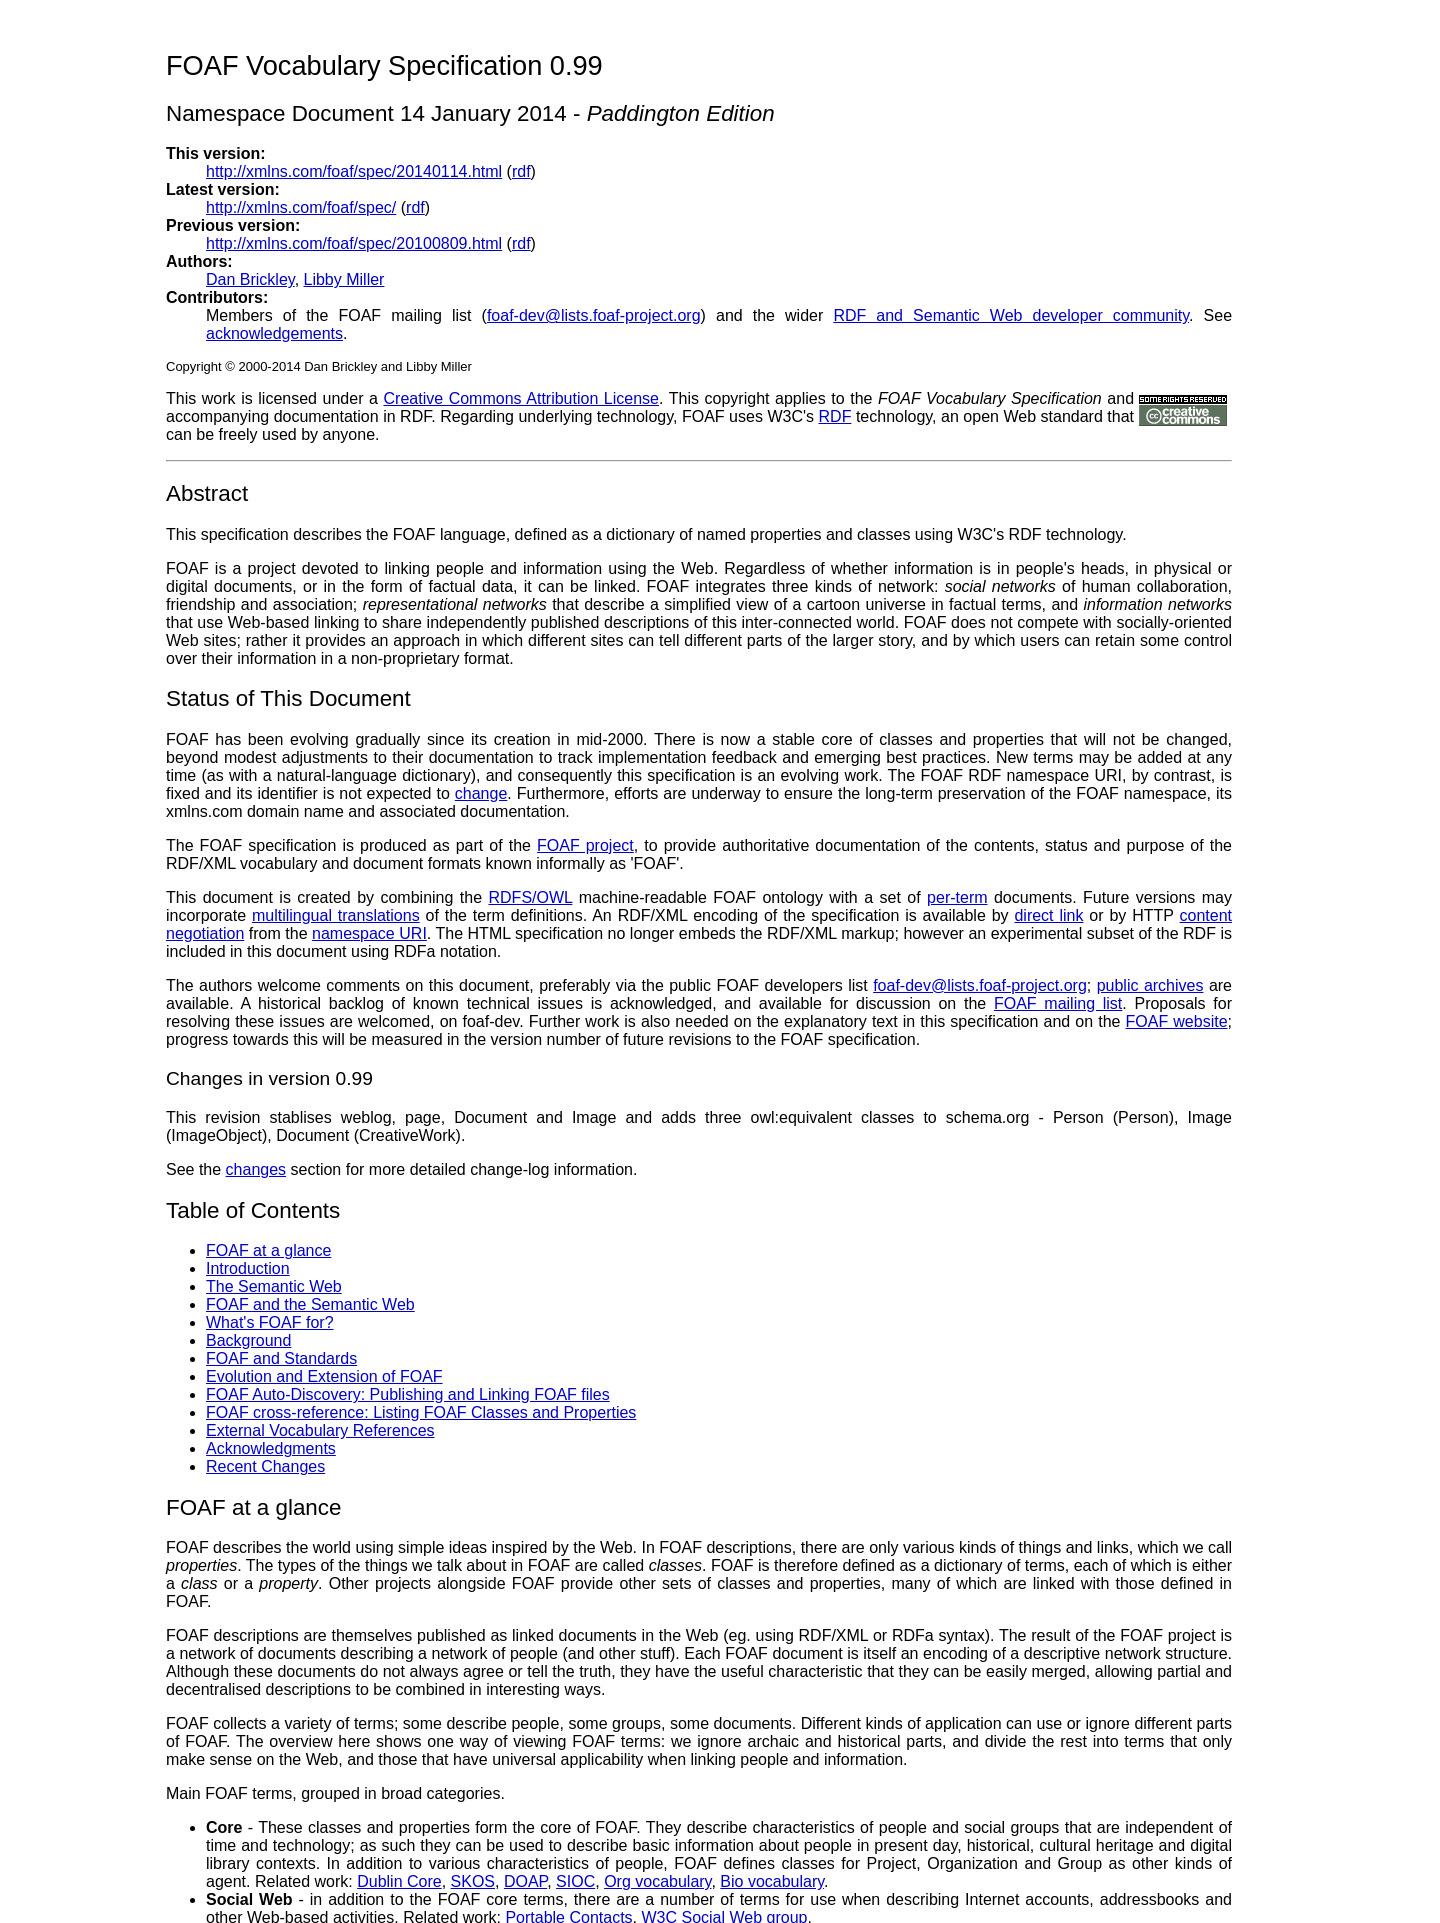 FOAF Vocabulary Specification 0.99
Namespace Document 14 January 2014 - Paddington Edition
This version:
http://xmlns.com/foaf/spec/20140114.html (rdf)
Latest version:
http://xmlns.com/foaf/spec/ (rdf)
Previous version:
http://xmlns.com/foaf/spec/20100809.html (rdf)
Authors:
Dan Brickley, Libby Miller
Contributors:
Members of the FOAF mailing list (foaf-dev@lists.foaf-project.org) and the wider RDF and Semantic Web developer community. See
acknowledgements.
Copyright © 2000-2014 Dan Brickley and Libby Miller
This work is licensed under a Creative Commons Attribution License. This copyright applies to the FOAF Vocabulary Specification and
accompanying documentation in RDF. Regarding underlying technology, FOAF uses W3C's RDF technology, an open Web standard that
can be freely used by anyone.
SOME RIGHTS RESERVED
cc creative commons
Abstract
This specification describes the FOAF language, defined as a dictionary of named properties and classes using W3C's RDF technology.
FOAF is a project devoted to linking people and information using the Web. Regardless of whether information is in people's heads, in physical or
digital documents, or in the form of factual data, it can be linked. FOAF integrates three kinds of network: social networks of human collaboration,
friendship and association; representational networks that describe a simplified view of a cartoon universe in factual terms, and information networks
that use Web-based linking to share independently published descriptions of this inter-connected world. FOAF does not compete with socially-oriented
Web sites; rather it provides an approach in which different sites can tell different parts of the larger story, and by which users can retain some control
over their information in a non-proprietary format.
Status of This Document
FOAF has been evolving gradually since its creation in mid-2000. There is now a stable core of classes and properties that will not be changed,
beyond modest adjustments to their documentation to track implementation feedback and emerging best practices. New terms may be added at any
time (as with a natural-language dictionary), and consequently this specification is an evolving work. The FOAF RDF namespace URI, by contrast, is
fixed and its identifier is not expected to change. Furthermore, efforts are underway to ensure the long-term preservation of the FOAF namespace, its
xmlns.com domain name and associated documentation.
The FOAF specification is produced as part of the FOAF project, to provide authoritative documentation of the contents, status and purpose of the
RDF/XML vocabulary and document formats known informally as 'FOAF'.
This document is created by combining the RDFS/OWL machine-readable FOAF ontology with a set of per-term documents. Future versions may
incorporate multilingual translations of the term definitions. An RDF/XML encoding of the specification is available by direct link or by HTTP content
negotiation from the namespace URI. The HTML specification no longer embeds the RDF/XML markup; however an experimental subset of the RDF is
included in this document using RDFa notation.
The authors welcome comments on this document, preferably via the public FOAF developers list foaf-dev@lists.foaf-project.org; public archives are
available. A historical backlog of known technical issues is acknowledged, and available for discussion on the FOAF mailing list. Proposals for
resolving these issues are welcomed, on foaf-dev. Further work is also needed on the explanatory text in this specification and on the FOAF website;
progress towards this will be measured in the version number of future revisions to the FOAF specification.
Changes in version 0.99
This revision stablises weblog, page, Document and Image and adds three owl:equivalent classes to schema.org - Person (Person), Image
(ImageObject), Document (CreativeWork).
See the changes section for more detailed change-log information.
Table of Contents
• FOAF at a glance
• Introduction
• The Semantic Web
• FOAF and the Semantic Web
• What's FOAF for?
• Background
• FOAF and Standards
• Evolution and Extension of FOAF
• FOAF Auto-Discovery: Publishing and Linking FOAF files
• FOAF cross-reference: Listing FOAF Classes and Properties
• External Vocabulary References
• Acknowledgments
• Recent Changes
FOAF at a glance
FOAF describes the world using simple ideas inspired by the Web. In FOAF descriptions, there are only various kinds of things and links, which we call
properties. The types of the things we talk about in FOAF are called classes. FOAF is therefore defined as a dictionary of terms, each of which is either
a class or a property. Other projects alongside FOAF provide other sets of classes and properties, many of which are linked with those defined in
FOAF.
FOAF descriptions are themselves published as linked documents in the Web (eg. using RDF/XML or RDFa syntax). The result of the FOAF project is
a network of documents describing a network of people (and other stuff). Each FOAF document is itself an encoding of a descriptive network structure.
Although these documents do not always agree or tell the truth, they have the useful characteristic that they can be easily merged, allowing partial and
decentralised descriptions to be combined in interesting ways.
FOAF collects a variety of terms; some describe people, some groups, some documents. Different kinds of application can use or ignore different parts
of FOAF. The overview here shows one way of viewing FOAF terms: we ignore archaic and historical parts, and divide the rest into terms that only
make sense on the Web, and those that have universal applicability when linking people and information.
Main FOAF terms, grouped in broad categories.
• Core - These classes and properties form the core of FOAF. They describe characteristics of people and social groups that are independent of
time and technology; as such they can be used to describe basic information about people in present day, historical, cultural heritage and digital
library contexts. In addition to various characteristics of people, FOAF defines classes for Project, Organization and Group as other kinds of
agent. Related work: Dublin Core, SKOS, DOAP, SIOC, Org vocabulary, Bio vocabulary.
• Social Web - in addition to the FOAF core terms, there are a number of terms for use when describing Internet accounts, addressbooks and
other Web-based activities. Related work: Portable Contacts, W3C Social Web group.